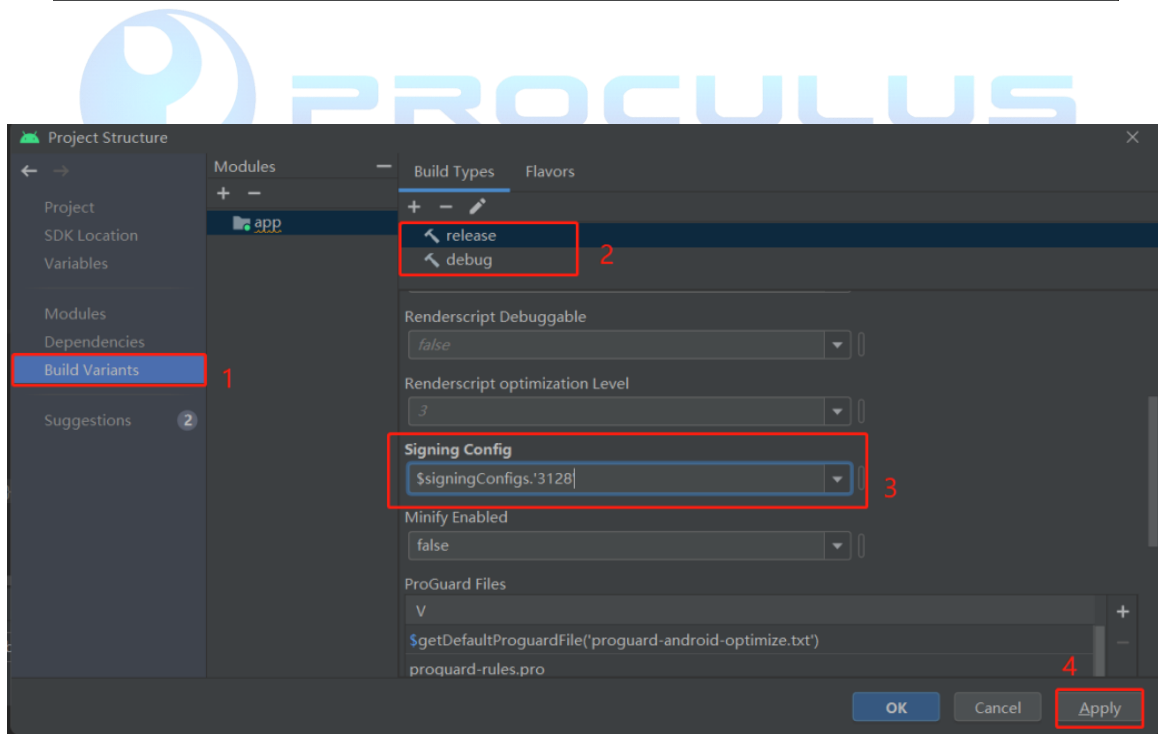 PROCULUS
Project Structure
Modules
Build Types
Flavors
Project
SDK Location
Variables
app
release
debug
2
Modules
Dependencies
Build Variants
1
Suggestions
2
Renderscript Debuggable
false
Renderscript optimization Level
3
Signing Config
$signingConfigs.'3128'
3
Minify Enabled
false
ProGuard Files
V
$getDefaultProguardFile('proguard-android-optimize.txt')
proguard-rules.pro
4
OK
Cancel
Apply